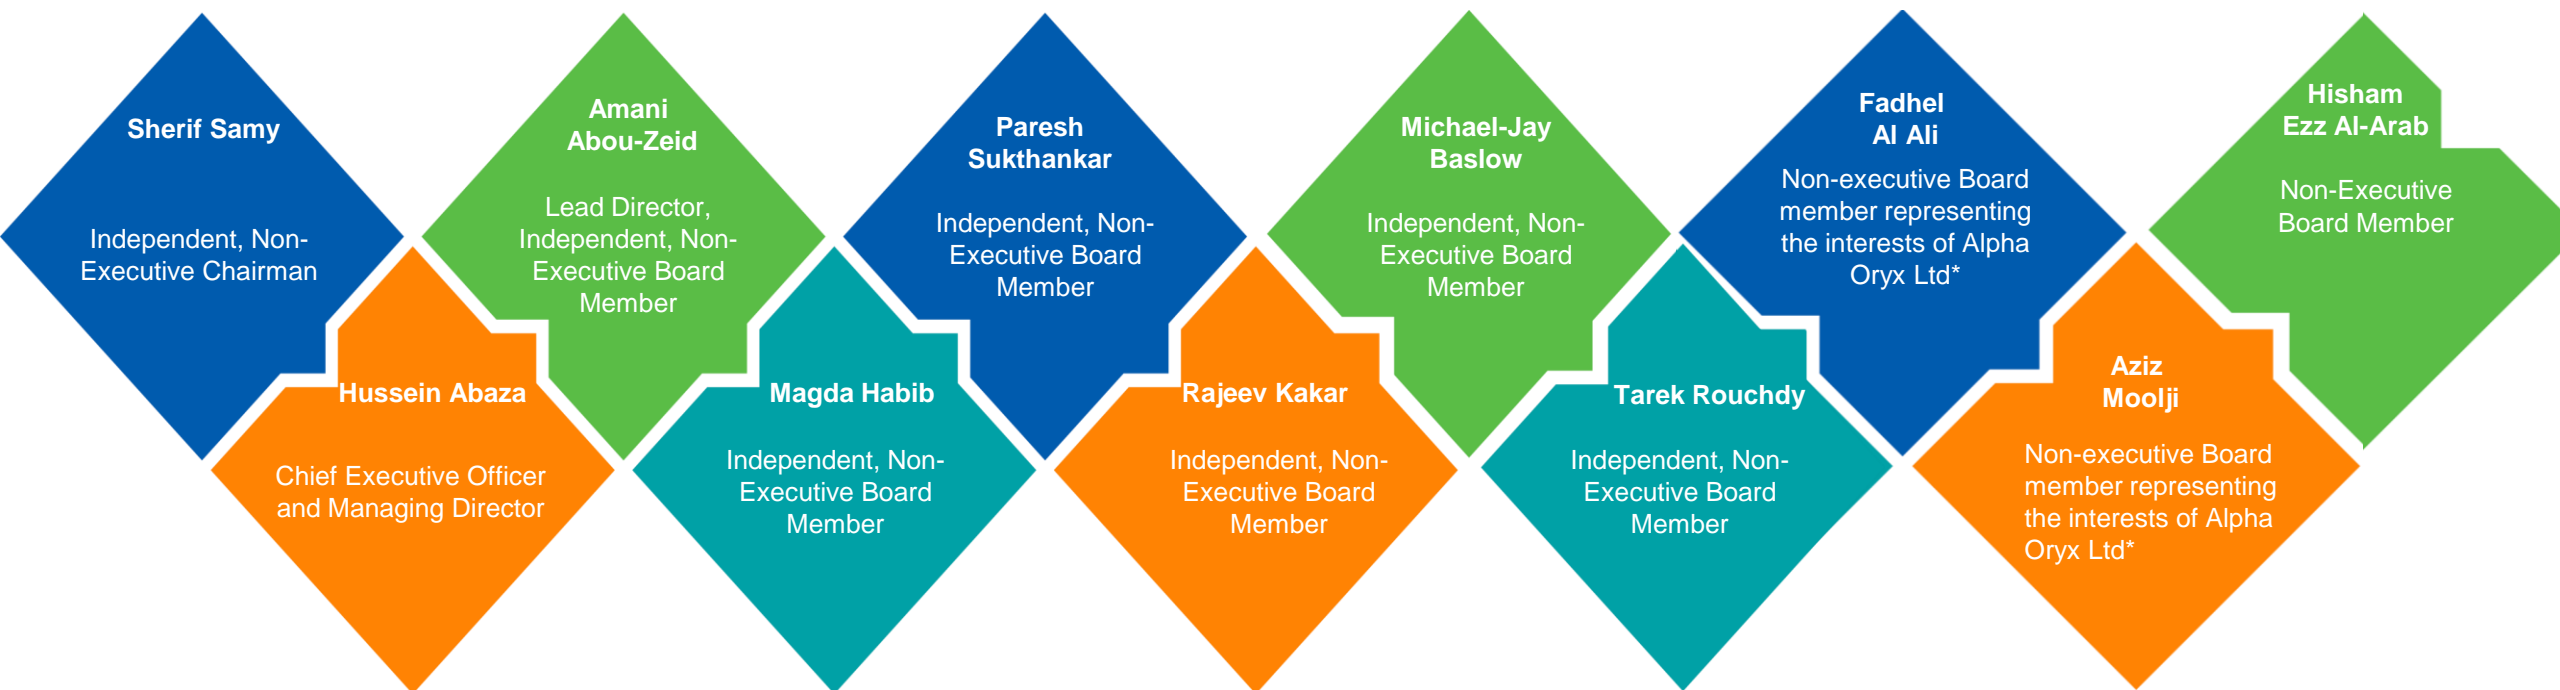 Sherif Samy
Independent, Non-
Executive Chairman
Hussein Abaza
Chief Executive Officer
and Managing Director
Amani
Abou-Zeid
Lead Director,
Independent, Non-
Executive Board
Member
Magda Habib
Independent, Non-
Executive Board
Member
Paresh
Sukthankar
Independent, Non-
Executive Board
Member
Rajeev Kakar
Independent, Non-
Executive Board
Member
Michael-Jay
Baslow
Independent, Non-
Executive Board
Member
Tarek Rouchdy
Independent, Non-
Executive Board
Member
Fadhel
Al Ali
Non-executive Board
member representing
the interests of Alpha
Oryx Ltd*
Aziz
Moolji
Non-executive Board
member representing
the interests of Alpha
Oryx Ltd*
Hisham
Ezz Al-Arab
Non-Executive
Board Member